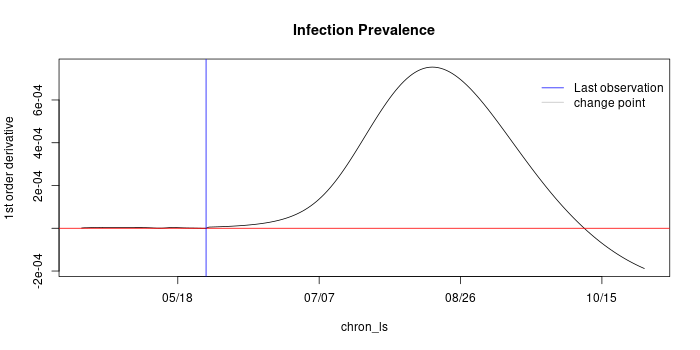 Infection Prevalence
1st order derivative
6e-04
4e-04
2e-04
-2e-04
Last observation
change point
05/18
07/07
08/26
10/15
chron_ls